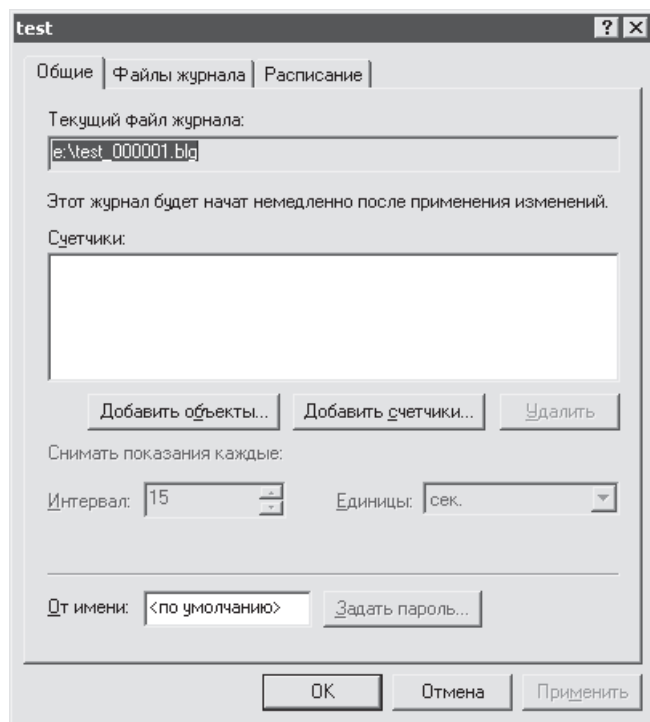 test
Общие Файлы журнала Расписание
Текущий файл журнала:
e:\test_000001.blg
Этот журнал будет начат немедленно после применения изменений.
Счетчики:
Добавить объекты... Добавить счетчики... Удалить
Снимать показания каждые:
Интервал: 15 Единицы: сек.
От имени: <по умолчанию> Задать пароль...
OK Отмена Применить